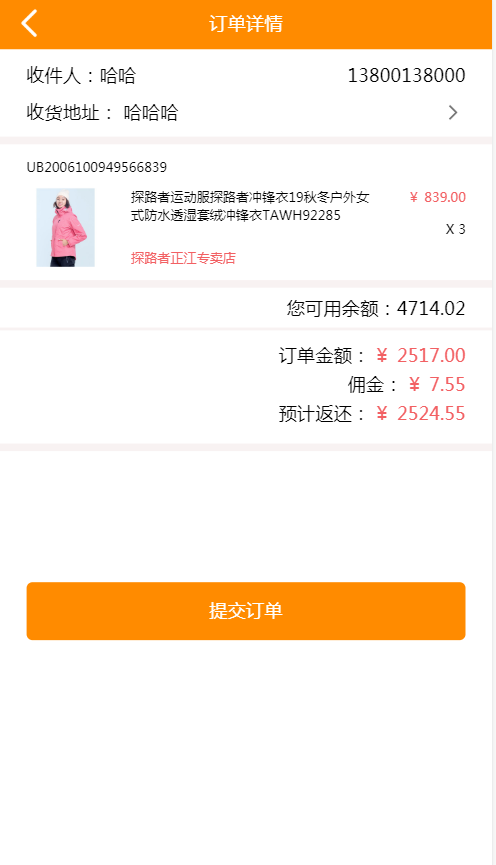 订单详情
收件人：哈哈 13800138000
收货地址： 哈哈哈
UB2006100949566839
探路者运动服探路者冲锋衣19秋冬户外女 ¥ 839.00
式防水透湿套绒冲锋衣TAWH92285
X 3
探路者正江专卖店
您可用余额：4714.02
订单金额： ¥ 2517.00
佣金： ¥ 7.55
预计返还： ¥ 2524.55
提交订单